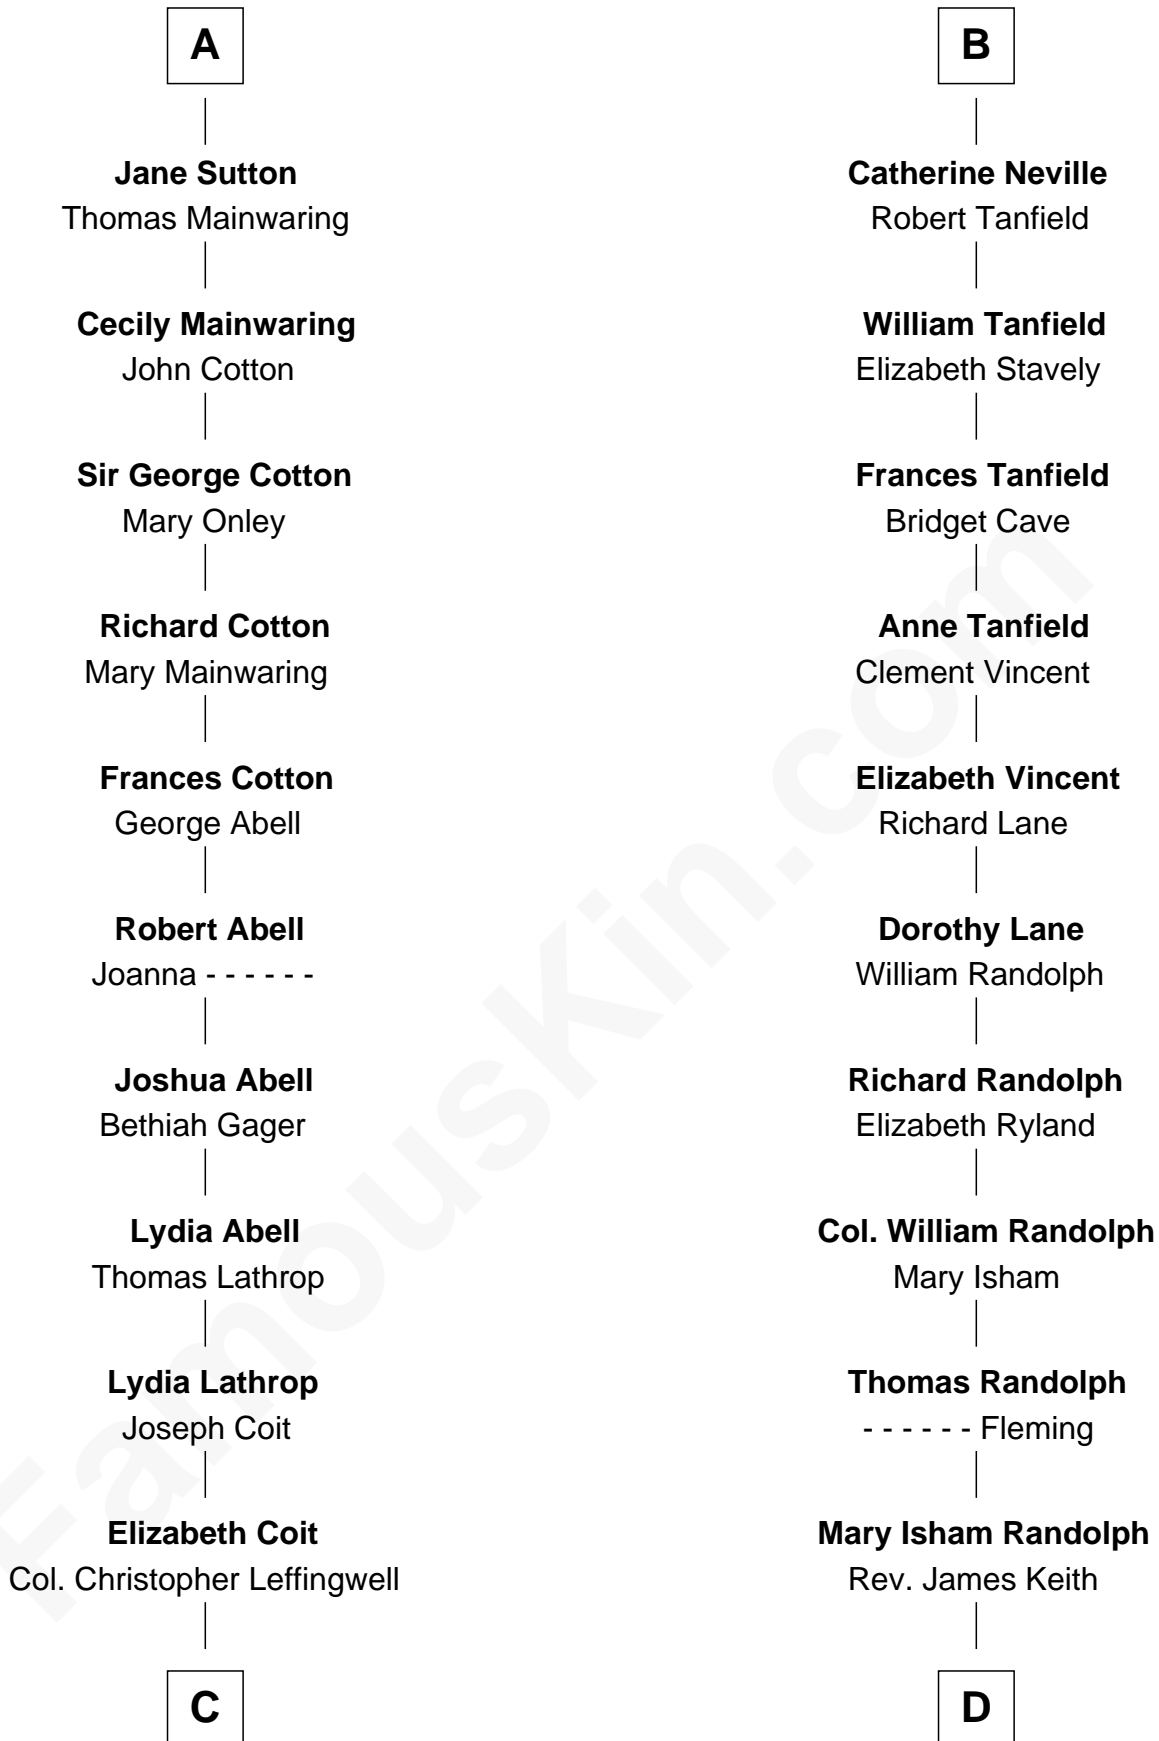 A
Jane Sutton
Thomas Mainwaring
Cecily Mainwaring
John Cotton
Sir George Cotton
Mary Onley
Richard Cotton
Mary Mainwaring
Frances Cotton
George Abell
Robert Abell
Joanna - - - - - -
Joshua Abell
Bethiah Gager
Lydia Abell
Thomas Lathrop
Lydia Lathrop
Joseph Coit
Elizabeth Coit
Col. Christopher Leffingwell
C
B
Catherine Neville
Robert Tanfield
William Tanfield
Elizabeth Stavely
Frances Tanfield
Bridget Cave
Anne Tanfield
Clement Vincent
Elizabeth Vincent
Richard Lane
Dorothy Lane
William Randolph
Richard Randolph
Elizabeth Ryland
Col. William Randolph
Mary Isham
Thomas Randolph
- - - - - - Fleming
Mary Isham Randolph
Rev. James Keith
D
FamousKin.com